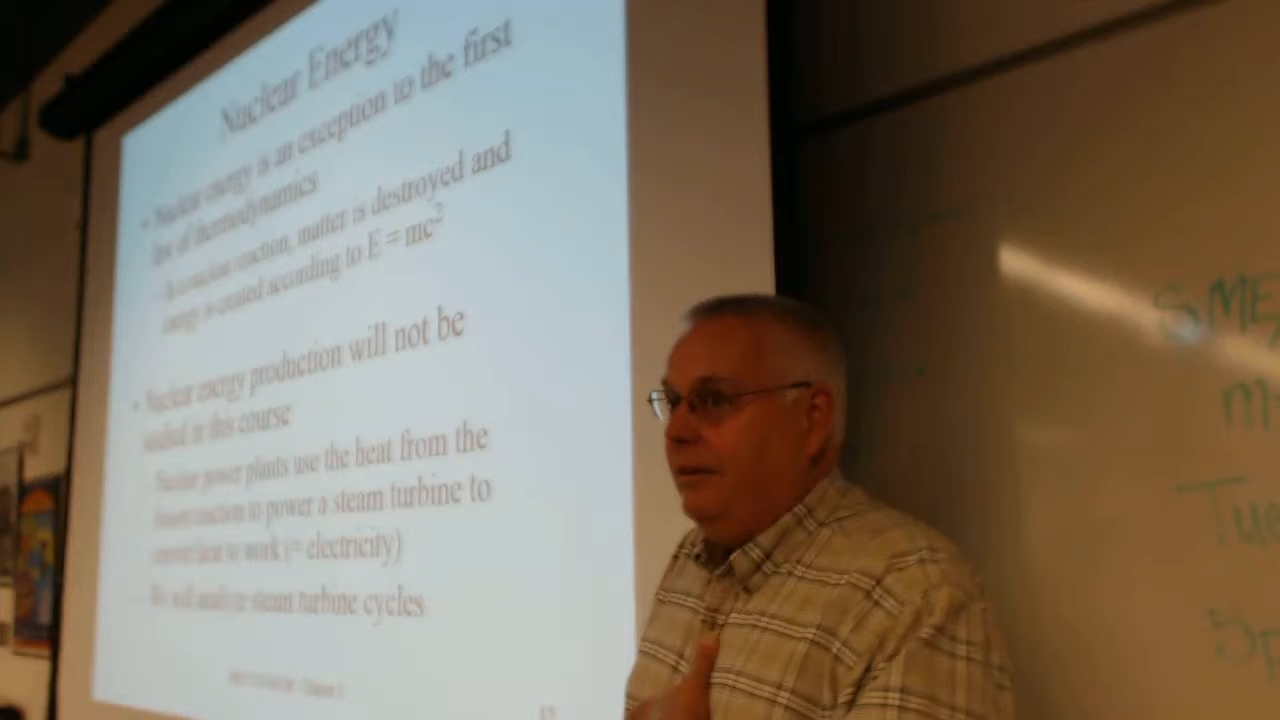 Nuclear Energy
• Nuclear energy is an exception to the first
law of thermodynamics
– In a nuclear reaction, matter is destroyed and
energy is created according to E = mc²
• Nuclear energy production will not be
studied in this course
– Nuclear power plants use the heat from the
reaction to power a steam turbine to
convert heat to work (= electricity)
– We will analyze steam turbine cycles
SME
Tue
Sp